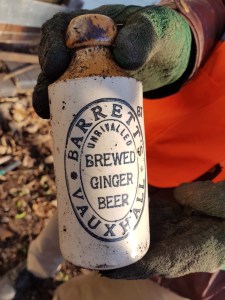 BARRETT'S
UNRIVALLED
BREWED
GINGER
BEER
VAUXHALL